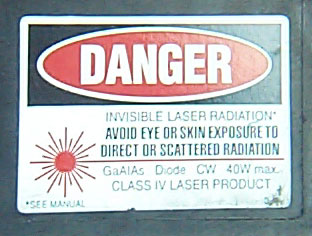 DANGER
INVISIBLE LASER RADIATION*
AVOID EYE OR SKIN EXPOSURE TO
DIRECT OR SCATTERED RADIATION
GaAlAs Diode CW 40W max.
CLASS IV LASER PRODUCT
*SEE MANUAL